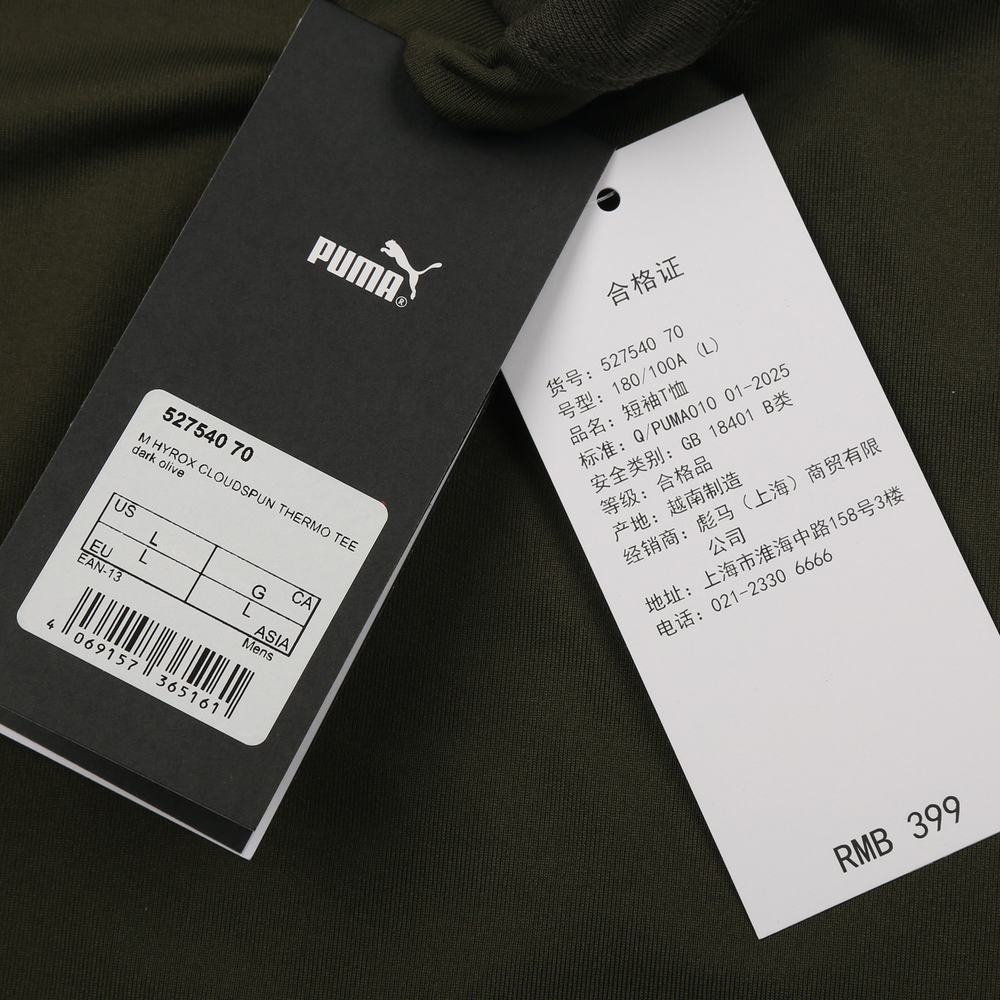 PUMA®
527540 70
M HYROX CLOUDSPUN THERMO TEE
dark olive
US
L
G CA
EU L
L ASIA
EAN-13
Mens
4 069157 365161
合格证
货号: 527540 70
号型: 180/100A (L)
品名: 短袖T恤
标准: Q/PUMA010 01-2025
安全类别: GB 18401 B类
等级: 合格品
产地: 越南制造
经销商: 彪马（上海）商贸有限
公司
地址: 上海市淮海中路158号3楼
电话: 021-2330 6666
RMB 399